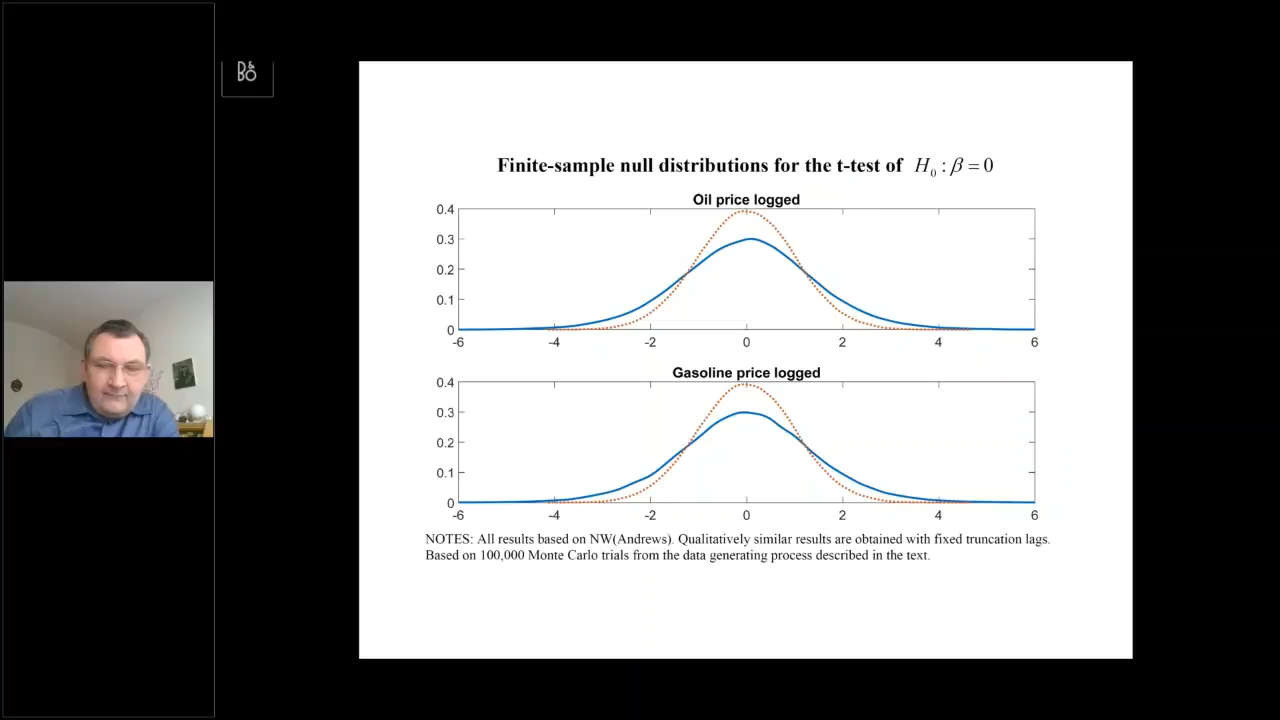 D&
BO
Finite-sample null distributions for the t-test of H₀ : β = 0
Oil price logged
0.4
0.3
0.2
0.1
0
-6 -4 -2 0 2 4 6
Gasoline price logged
0.4
0.3
0.2
0.1
0
-6 -4 -2 0 2 4 6
NOTES: All results based on NW(Andrews). Qualitatively similar results are obtained with fixed truncation lags.
Based on 100,000 Monte Carlo trials from the data generating process described in the text.